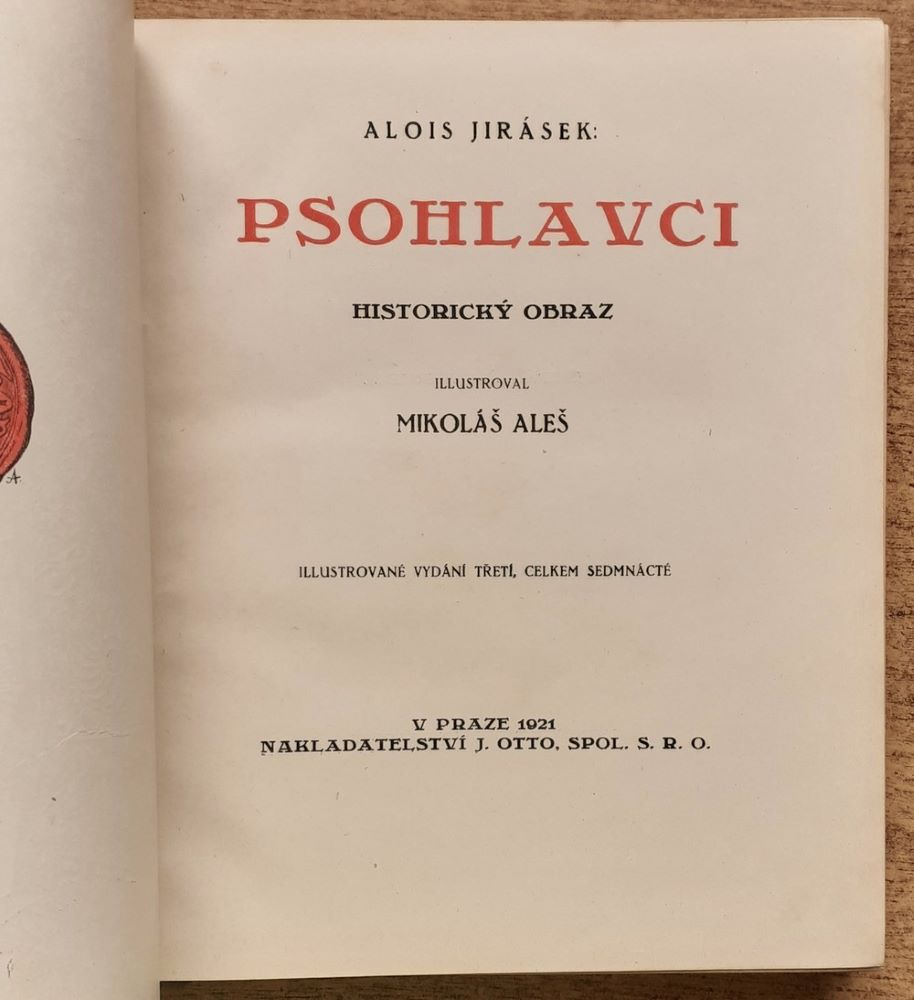 ALOIS JIRÁSEK:
PSOHLAVCI
HISTORICKÝ OBRAZ
ILLUSTROVAL
MIKOLÁŠ ALEŠ
ILLUSTROVANÉ VYDÁNÍ TŘETÍ, CELKEM SEDMNÁCTÉ
V PRAZE 1921
NAKLADATELSTVÍ J. OTTO, SPOL. S. R. O.
A.